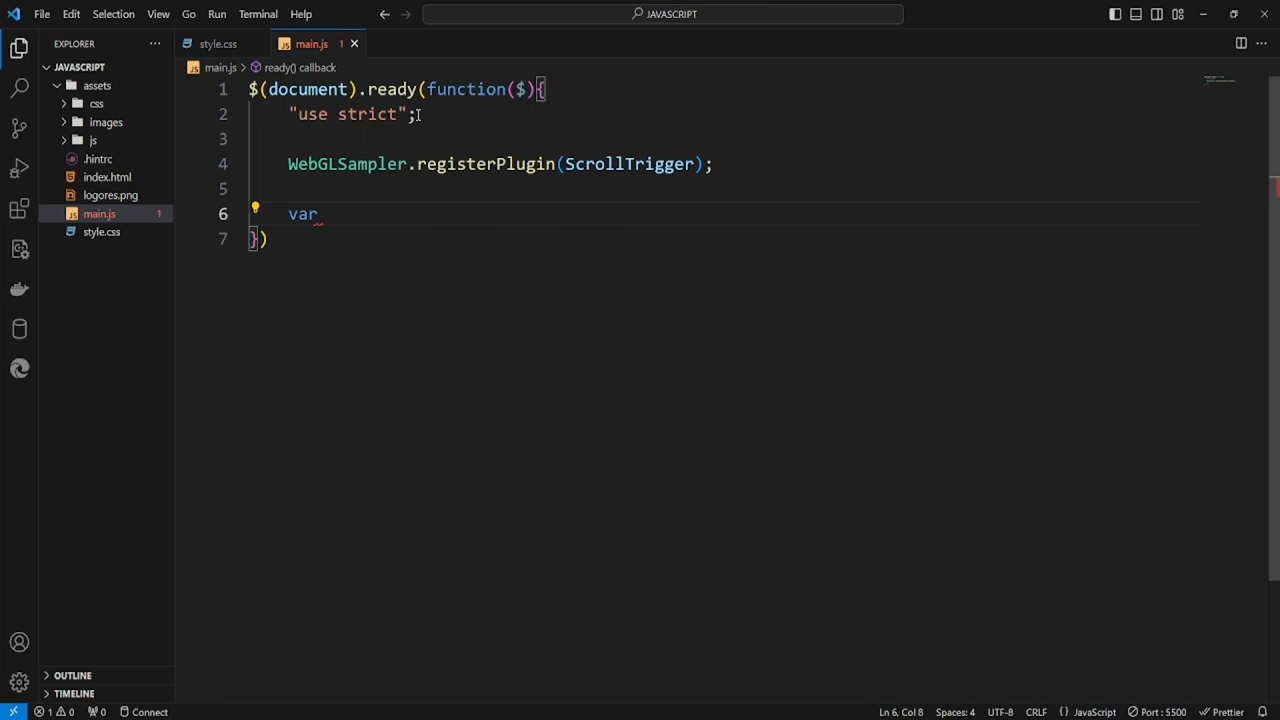 File Edit Selection View Go Run Terminal Help
JAVASCRIPT
EXPLORER
JAVASCRIPT
assets
css
images
js
.hintrc
index.html
logores.png
main.js 1
style.css
OUTLINE
TIMELINE
style.css
main.js 1
main.js > ready() callback
1 $(document).ready(function($){
2 "use strict";
3
4 WebGLSampler.registerPlugin(ScrollTrigger);
5
6 var
7 })
1 0 0 Connect
Ln 6, Col 8 Spaces: 4 UTF-8 CRLF {} JavaScript Port : 5500 Prettier